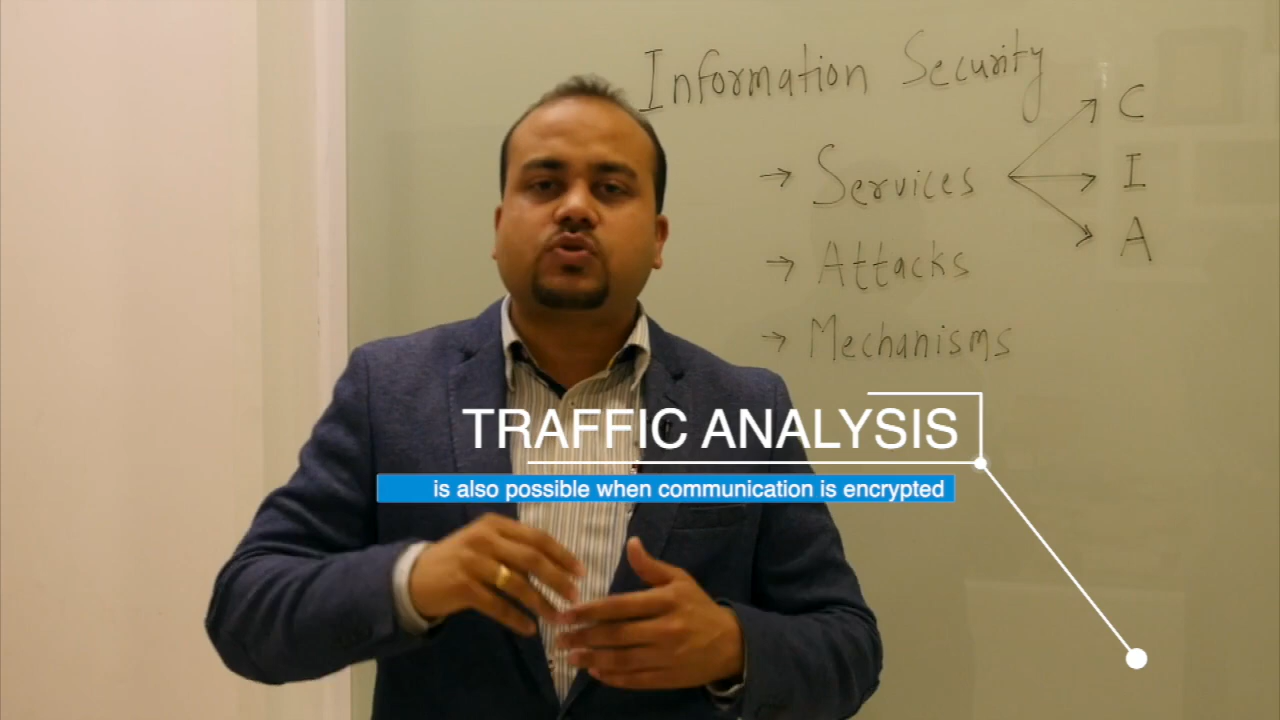 Information Security
→ Services
C
I
A
→ Attacks
→ Mechanisms
TRAFFIC ANALYSIS
is also possible when communication is encrypted